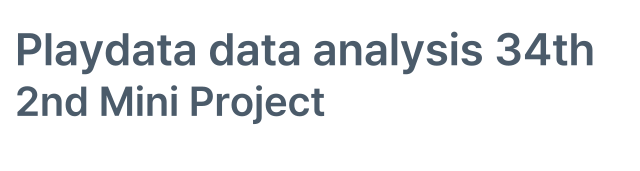 Playdata data analysis 34th
2nd Mini Project